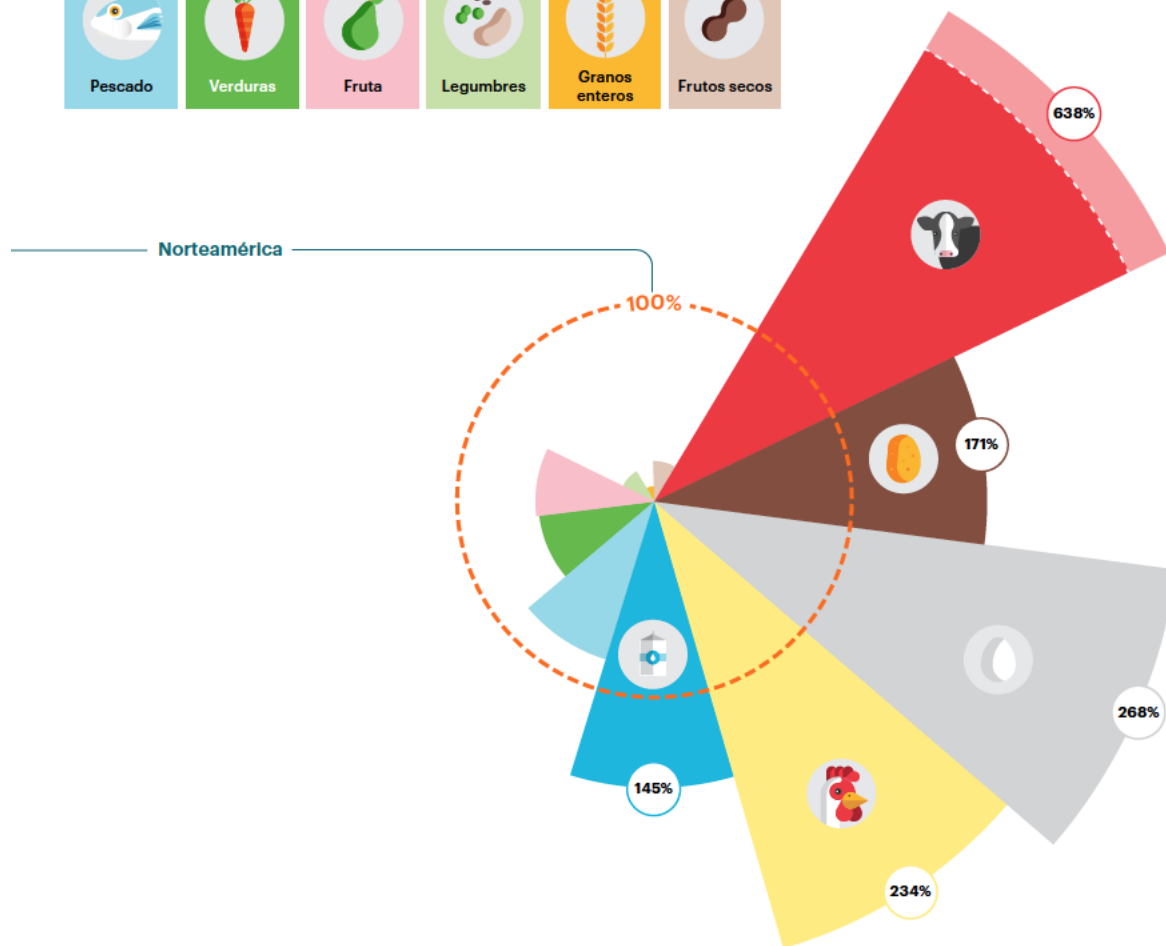 Pescado
Verduras
Fruta
Legumbres
Granos
enteros
Frutos secos
638%
Norteamérica
100%
171%
268%
145%
234%